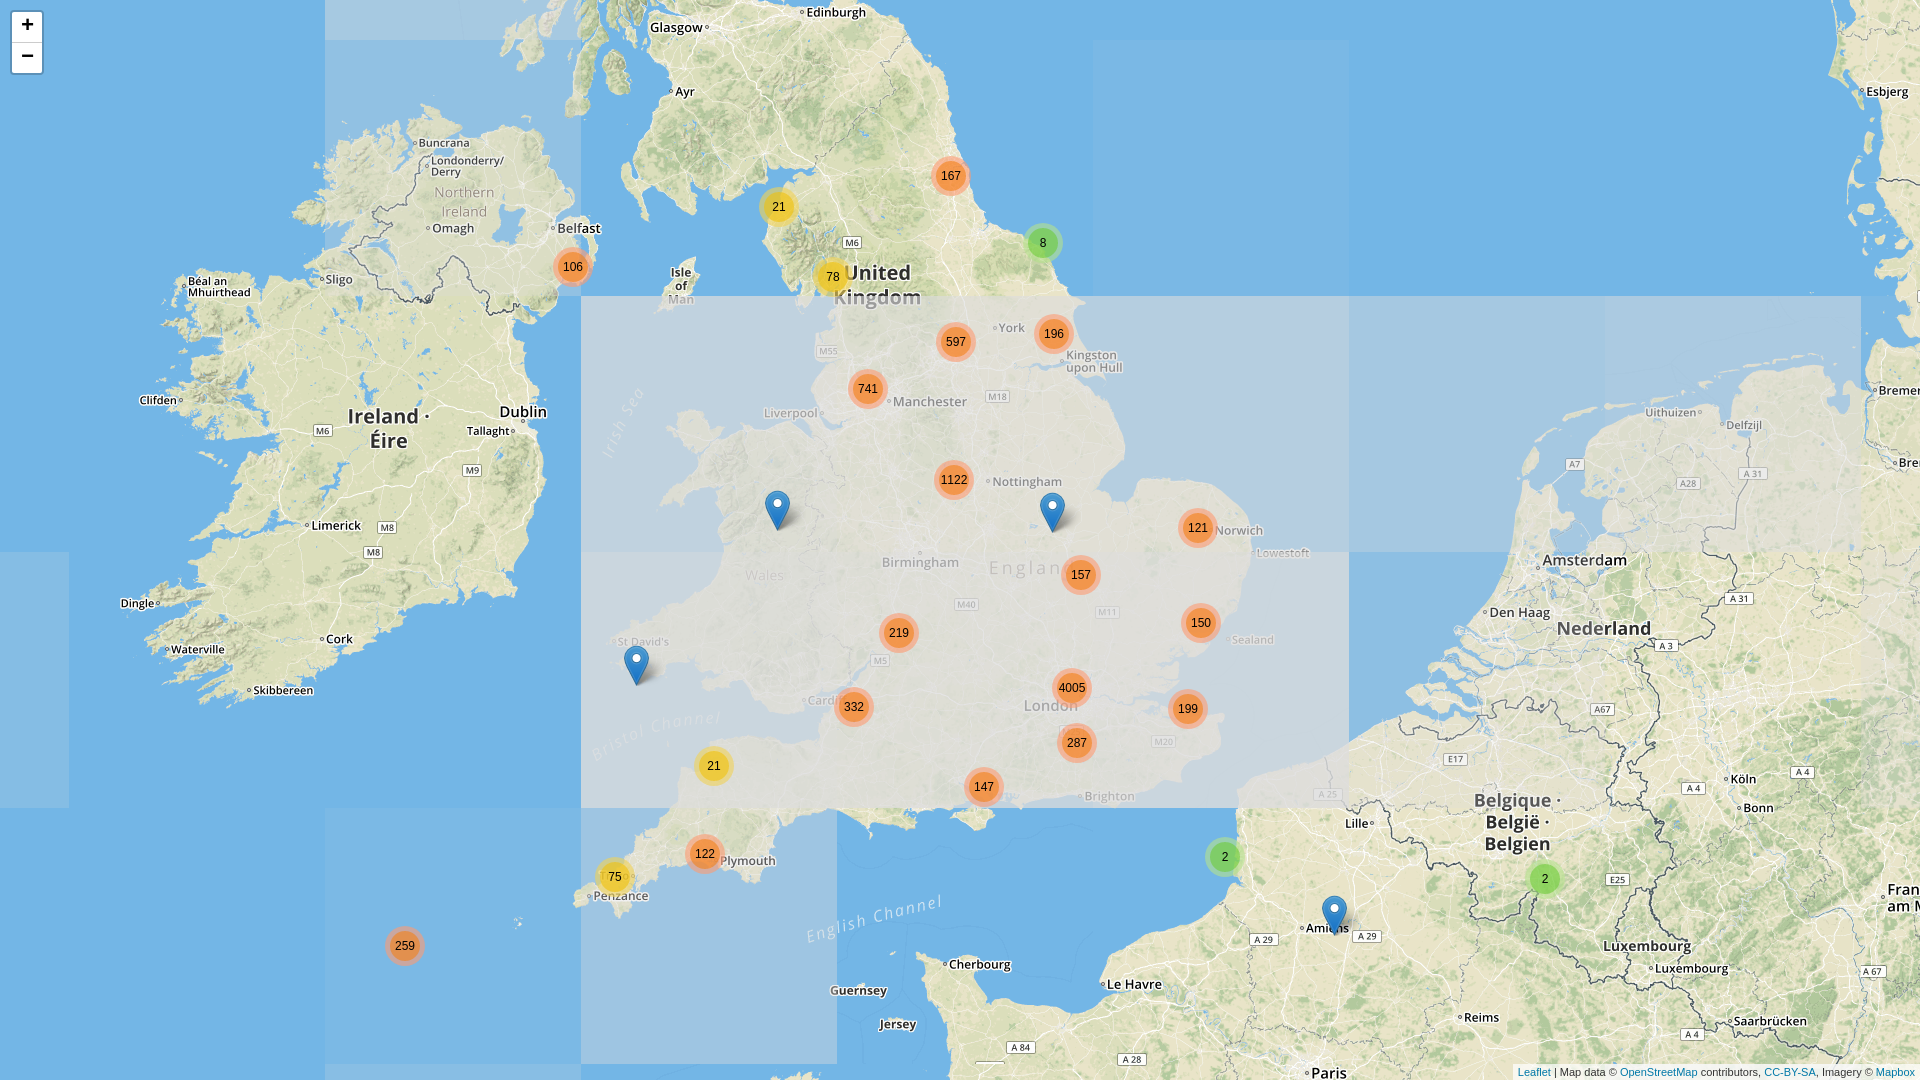 +
−
Edinburgh
Glasgow
Ayr
Esbjerg
Buncrana
Londonderry/
Derry
Northern
Ireland
167
21
Omagh
Belfast
M6
8
106
Isle
of
Man
78
United
Kingdom
Béal an
Mhuirthead
Sligo
York
196
597
M55
Kingston
upon Hull
741
Manchester
M18
Clifden
Liverpool
Dublin
Uithuizen
Bremer
Ireland ·
Éire
M6
Tallaght
Irish Sea
Delfzijl
M9
A7
A 31
Bre
1122
Nottingham
A28
Limerick
M8
121
Norwich
M8
Lowestoft
Birmingham
Englan
Amsterdam
Wales
157
A 31
Dingle
M40
M11
Den Haag
150
Nederland
Cork
St David's
219
Sealand
A 3
Waterville
M5
Skibbereen
4005
Cardif
332
London
199
A67
Bristol Channel
287
M20
E17
21
Köln
A 4
147
Brighton
A 25
A 4
Belgique ·
België ·
Belgien
Bonn
Lille
122
Plymouth
2
75
2
E25
Penzance
Fran
am M
English Channel
Amiens
259
A 29
A 29
Luxembourg
Cherbourg
Luxembourg
A 67
Guernsey
Le Havre
Jersey
Reims
Saarbrücken
A 84
A 28
A 4
Paris
Leaflet | Map data © OpenStreetMap contributors, CC-BY-SA, Imagery © Mapbox